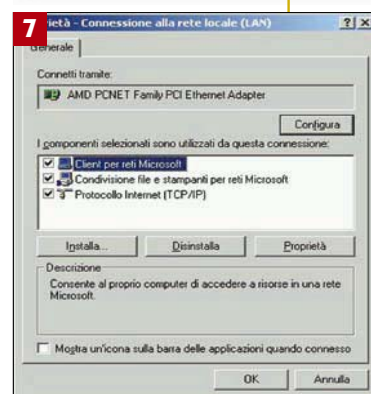 7
ietà - Connessione alla rete locale (LAN)
Generale
Connetti tramite:
AMD PCNET Family PCI Ethernet Adapter
Configura
I componenti selezionati sono utilizzati da questa connessione:
Client per reti Microsoft
Condivisione file e stampanti per reti Microsoft
Protocollo Internet (TCP/IP)
Installa... Disinstalla Proprietà
Descrizione
Consente al proprio computer di accedere a risorse in una rete
Microsoft.
Mostra un'icona sulla barra delle applicazioni quando connesso
OK Annulla